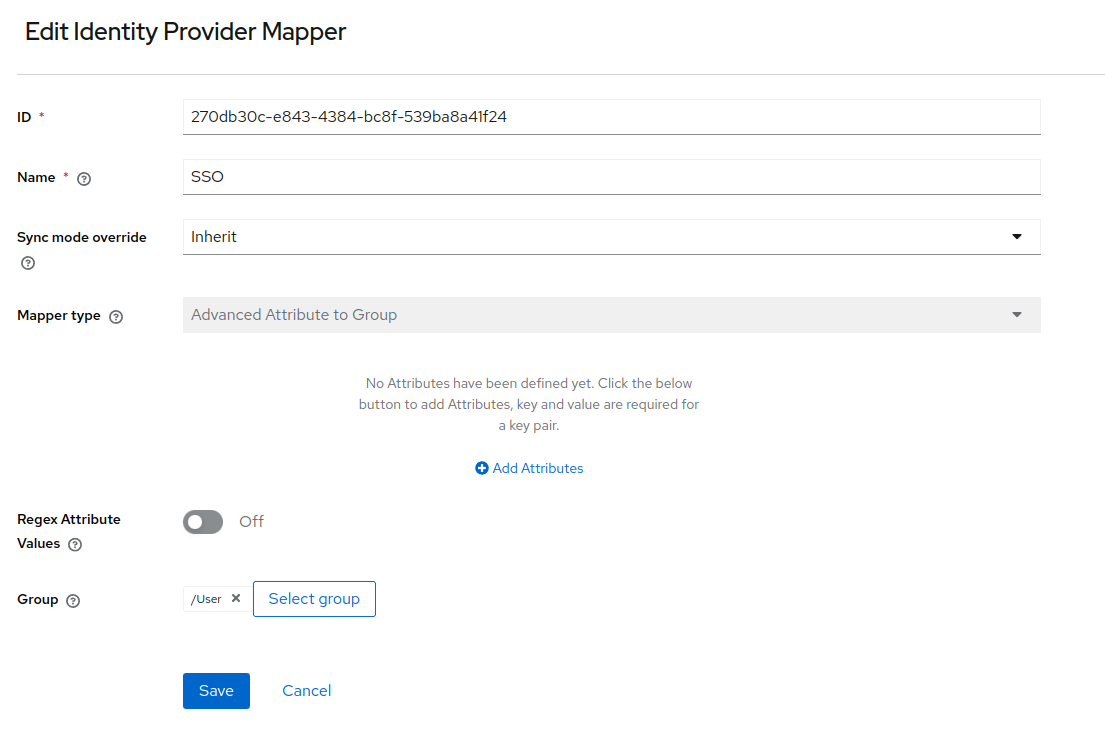 Edit Identity Provider Mapper
ID *
270db30c-e843-4384-bc8f-539ba8a41f24
Name *
SSO
Sync mode override
Inherit
Mapper type
Advanced Attribute to Group
No Attributes have been defined yet. Click the below
button to add Attributes, key and value are required for
a key pair.
Add Attributes
Regex Attribute
Values
Off
Group
/User
Select group
Save
Cancel